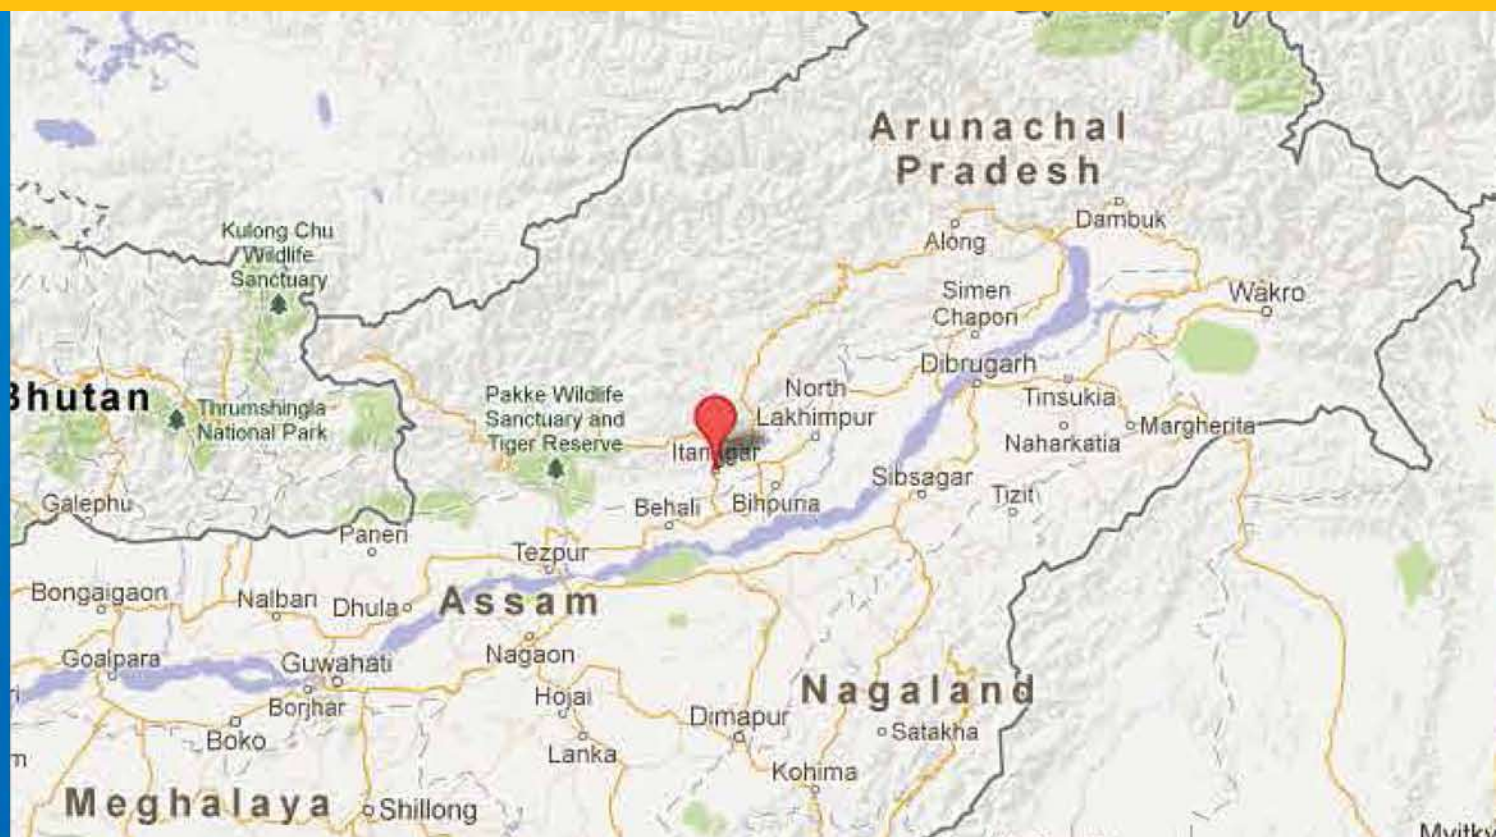 Arunachal
Pradesh
Dambuk
Along
Kulong Chu
Wildlife
Sanctuary
Simen
Chapori
Wakro
Dibrugarh
Bhutan
Thrumshingla
National Park
Pakke Wildlife
Sanctuary and
Tiger Reserve
North
Lakhimpur
Tinsukia
Margherita
Naharkatia
Itanagar
Sibsagar
Tizit
Galephu
Behali
Bihpuria
Paneri
Tezpur
Bongaigaon
Nalbari
Dhula
Assam
Goalpara
Guwahati
Nagaon
Borjhar
Hojai
Nagaland
Boko
Dimapur
Satakha
Lanka
Kohima
Meghalaya
Shillong